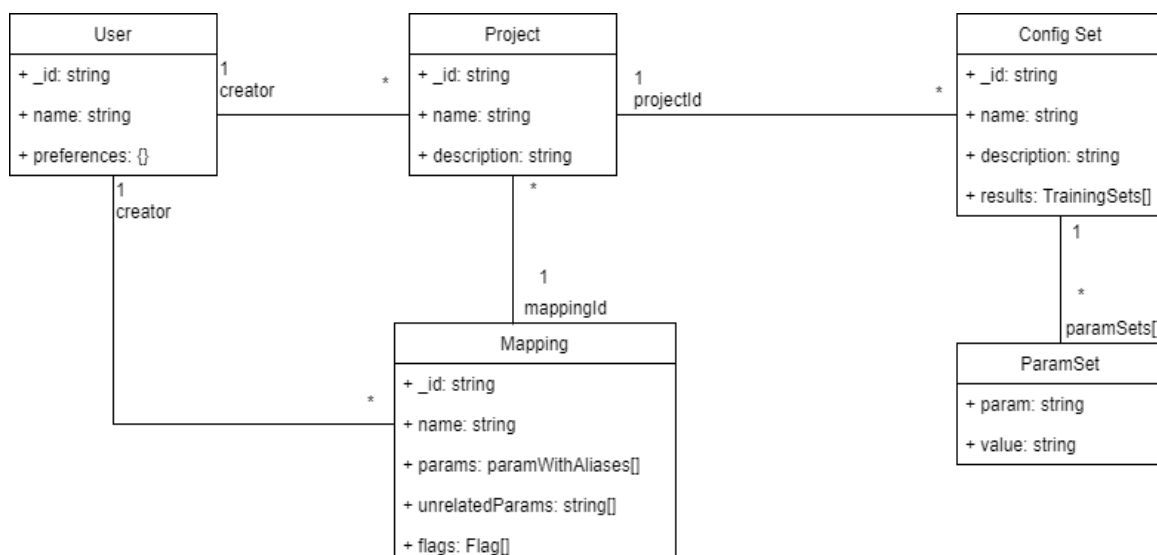 User
+ _id: string
+ name: string
+ preferences: {}
1
creator
*
Project
+ _id: string
+ name: string
+ description: string
1
projectId
*
Config Set
+ _id: string
+ name: string
+ description: string
+ results: TrainingSets[]
1
creator
*
*
1
mappingId
Mapping
+ _id: string
+ name: string
+ params: paramWithAliases[]
+ unrelatedParams: string[]
+ flags: Flag[]
1
*
paramSets[]
ParamSet
+ param: string
+ value: string